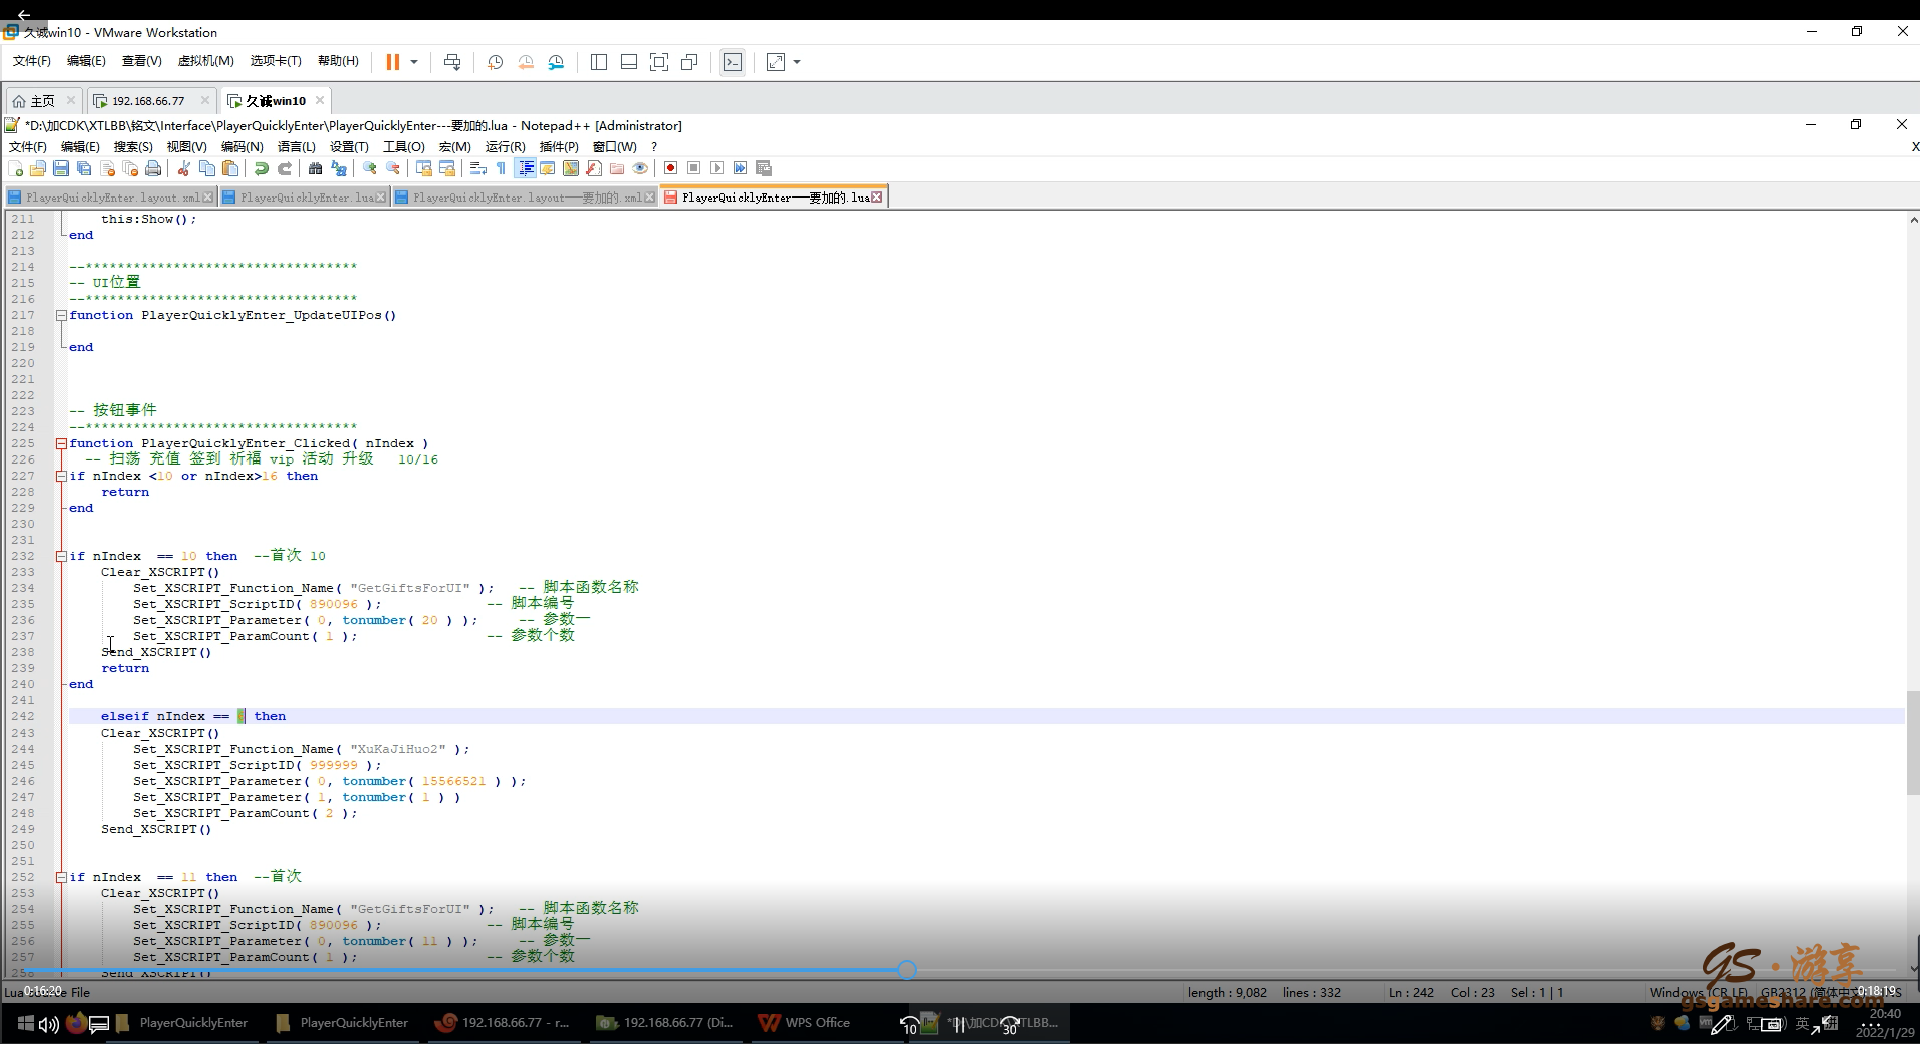 久诚win10 - VMware Workstation
文件(F) 编辑(E) 查看(V) 虚拟机(M) 选项卡(T) 帮助(H)
主页 192.168.66.77 久诚win10
*D:\加CDK\XTLBB\铭文\Interface\PlayerQuicklyEnter\PlayerQuicklyEnter---要加的.lua - Notepad++ [Administrator]
文件(F) 编辑(E) 搜索(S) 视图(V) 编码(N) 语言(L) 设置(T) 工具(O) 宏(M) 运行(R) 插件(P) 窗口(W) ? X
PlayerQuicklyEnter.layout.xml PlayerQuicklyEnter.lua PlayerQuicklyEnter.layout---要加的.xml PlayerQuicklyEnter---要加的.lua
211 this:Show();
212 end
213
214 --**********************************
215 -- UI位置
216 --**********************************
217 function PlayerQuicklyEnter_UpdateUIPos()
218
219 end
220
221
222
223 -- 按钮事件
224 --**********************************
225 function PlayerQuicklyEnter_Clicked( nIndex )
226 -- 扫荡 充值 签到 祈福 vip 活动 升级 10/16
227 if nIndex <10 or nIndex>16 then
228 return
229 end
230
231
232 if nIndex == 10 then --首次 10
233 Clear_XSCRIPT()
234 Set_XSCRIPT_Function_Name( "GetGiftsForUI" ); -- 脚本函数名称
235 Set_XSCRIPT_ScriptID( 890096 ); -- 脚本编号
236 Set_XSCRIPT_Parameter( 0, tonumber( 20 ) ); -- 参数一
237 Set_XSCRIPT_ParamCount( 1 ); -- 参数个数
238 Send_XSCRIPT()
239 return
240 end
241
242 elseif nIndex == then
243 Clear_XSCRIPT()
244 Set_XSCRIPT_Function_Name( "XuKaJiHuo2" );
245 Set_XSCRIPT_ScriptID( 999999 );
246 Set_XSCRIPT_Parameter( 0, tonumber( 15566521 ) );
247 Set_XSCRIPT_Parameter( 1, tonumber( 1 ) )
248 Set_XSCRIPT_ParamCount( 2 );
249 Send_XSCRIPT()
250
251
252 if nIndex == 11 then --首次
253 Clear_XSCRIPT()
254 Set_XSCRIPT_Function_Name( "GetGiftsForUI" ); -- 脚本函数名称
255 Set_XSCRIPT_ScriptID( 890096 ); -- 脚本编号
256 Set_XSCRIPT_Parameter( 0, tonumber( 11 ) ); -- 参数一
257 Set_XSCRIPT_ParamCount( 1 ); -- 参数个数
258 Send_XSCRIPT()
GS·游享
gsgameshare.com
0:16:20 0:18:19
Lua Source File length : 9,082 lines : 332 Ln : 242 Col : 23 Sel : 1 | 1 Windows (CR LF) GB2312 (简体中文)
PlayerQuicklyEnter PlayerQuicklyEnter 192.168.66.77 - r... 192.168.66.77 (Di... WPS Office 10 *D:\加CDK\XTLBB... 30 英 20:40
2022/1/29